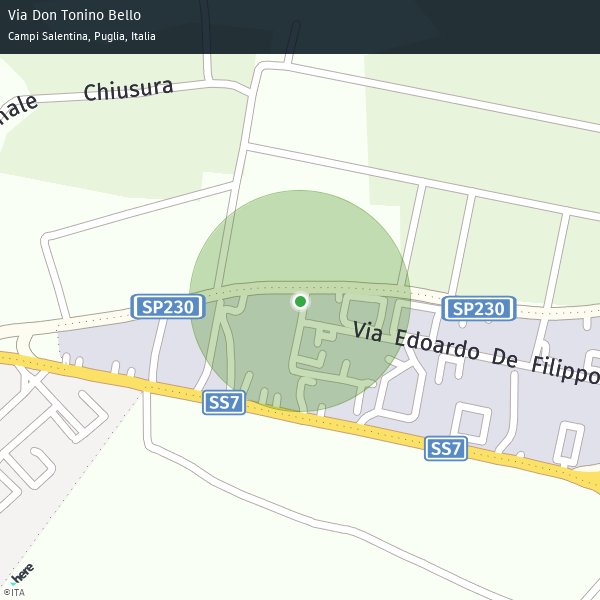 Via Don Tonino Bello
Campi Salentina, Puglia, Italia
Chiusura
nale
SP230
SP230
Via Edoardo De Filippo
SS7
SS7
here
©ITA